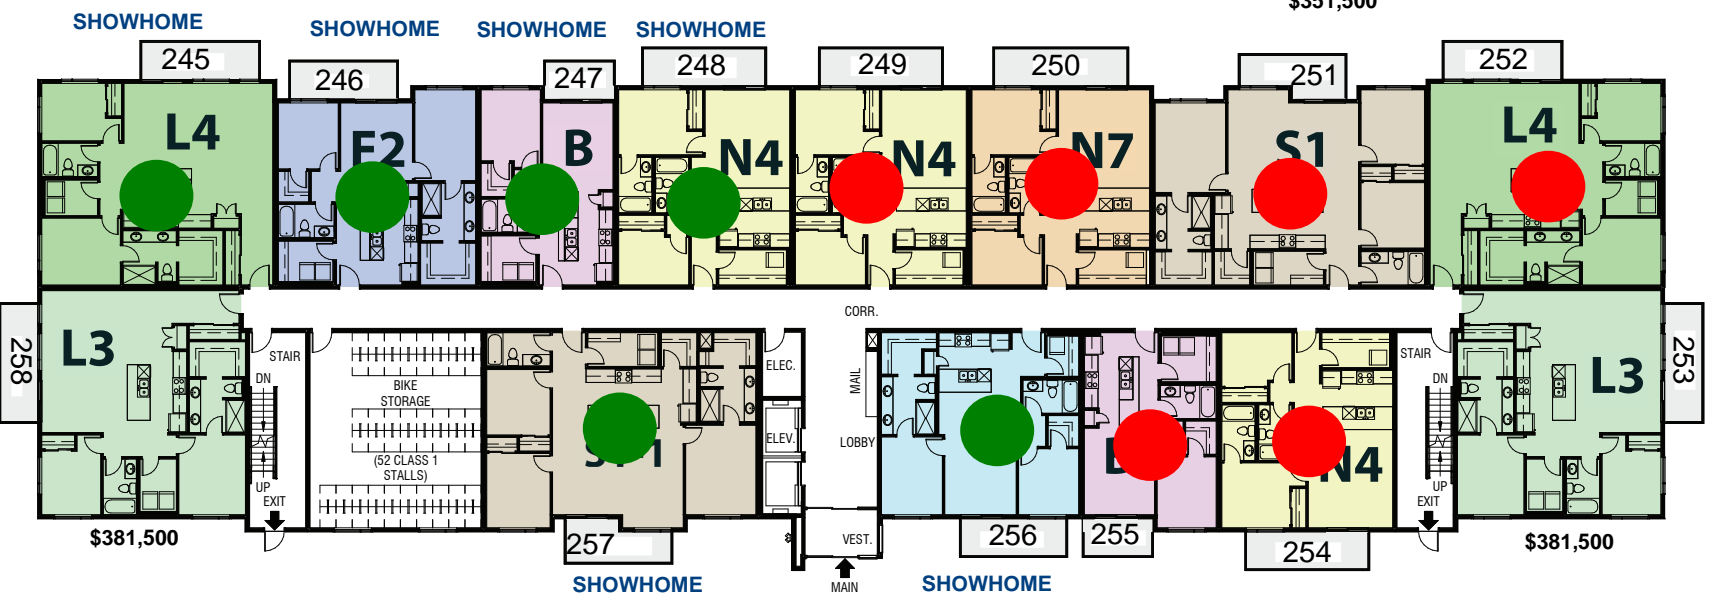 $351,500
SHOWHOME
SHOWHOME
SHOWHOME
SHOWHOME
245
246
247
248
249
250
251
252
L4
B
N4
N4
N7
S1
L4
CORR.
258
L3
STAIR
DN
UP
EXIT
BIKE
STORAGE
(52 CLASS 1
STALLS)
ELEC.
ELEV.
MAIL
LOBBY
VEST.
MAIN
N4
STAIR
DN
UP
EXIT
L3
253
$381,500
257
256
255
254
$381,500
SHOWHOME
SHOWHOME